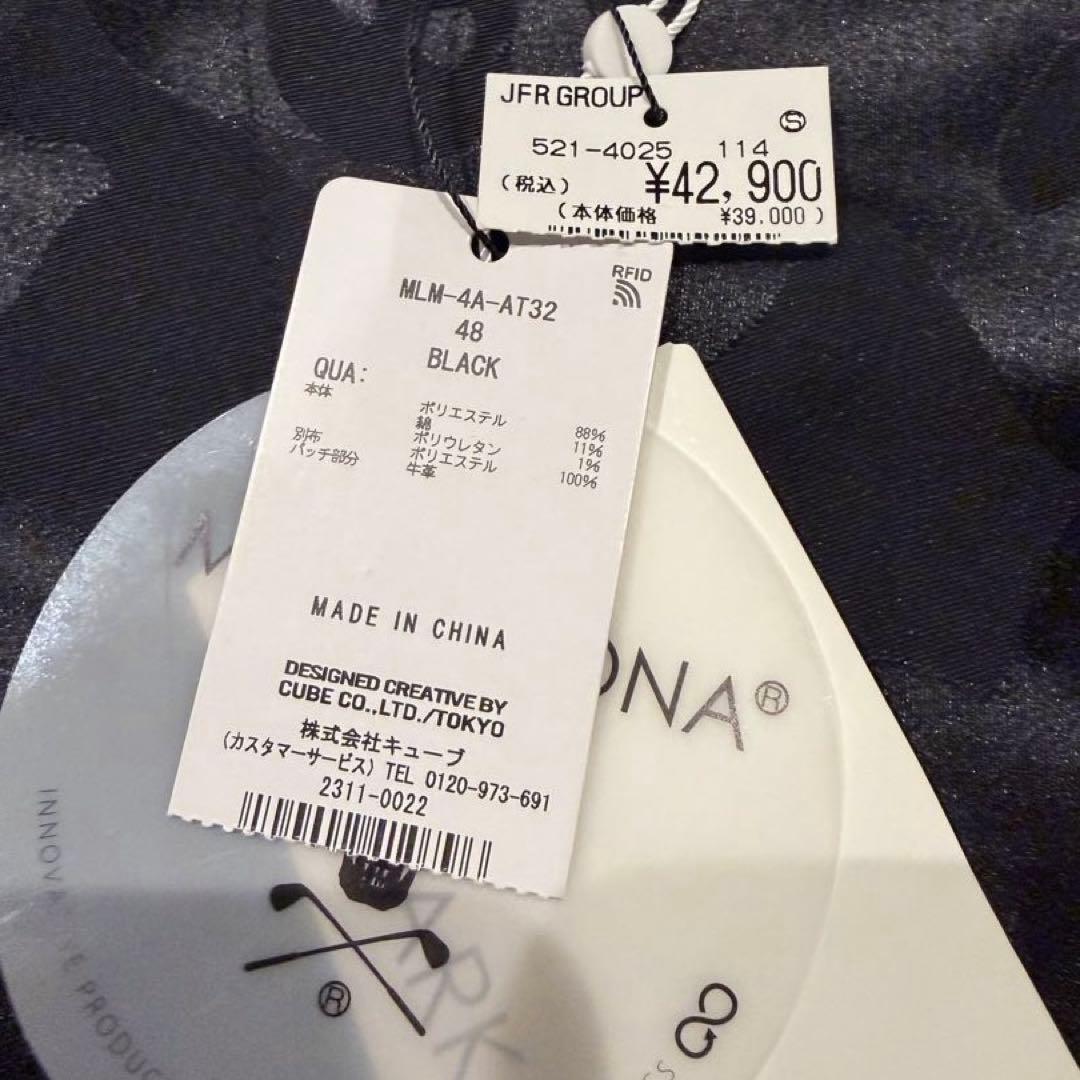 JFR GROUP
Ⓢ
521-4025 114
(税込) ¥42,900
(本体価格 ¥39.000)
RFID
MLM-4A-AT32
48
BLACK
QUA:
本体 ポリエステル 88%
綿 11%
別布 ポリウレタン 1%
パッチ部分 ポリエステル 100%
牛革
MADE IN CHINA
DESIGNED CREATIVE BY
CUBE CO.,LTD./TOKYO
株式会社キューブ
(カスタマーサービス) TEL 0120-973-691
2311-0022
ONA®
ARK
®